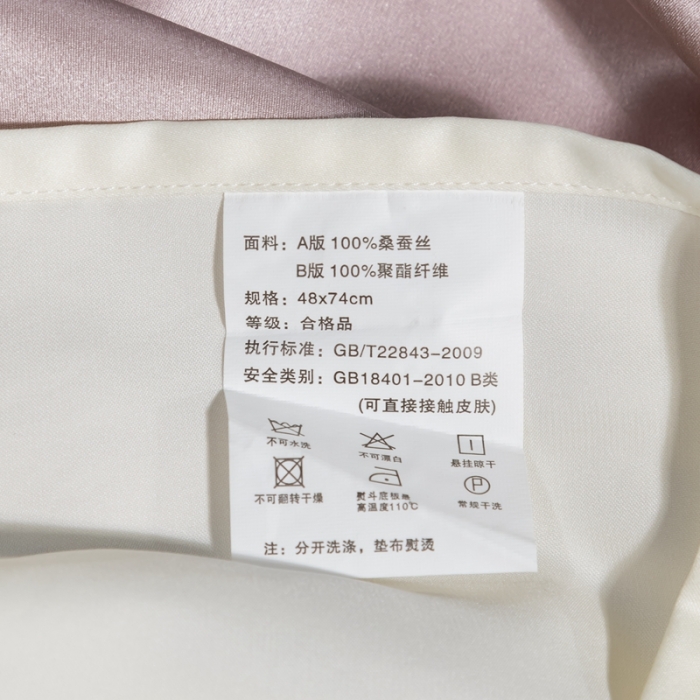 面料：A版 100%桑蚕丝
B版 100%聚酯纤维
规格：48x74cm
等级：合格品
执行标准：GB/T22843-2009
安全类别：GB18401-2010 B类
(可直接接触皮肤)
不可水洗 不可漂白 悬挂晾干
P
不可翻转干燥 熨斗底板最高温度110℃ 常规干洗
注：分开洗涤，垫布熨烫